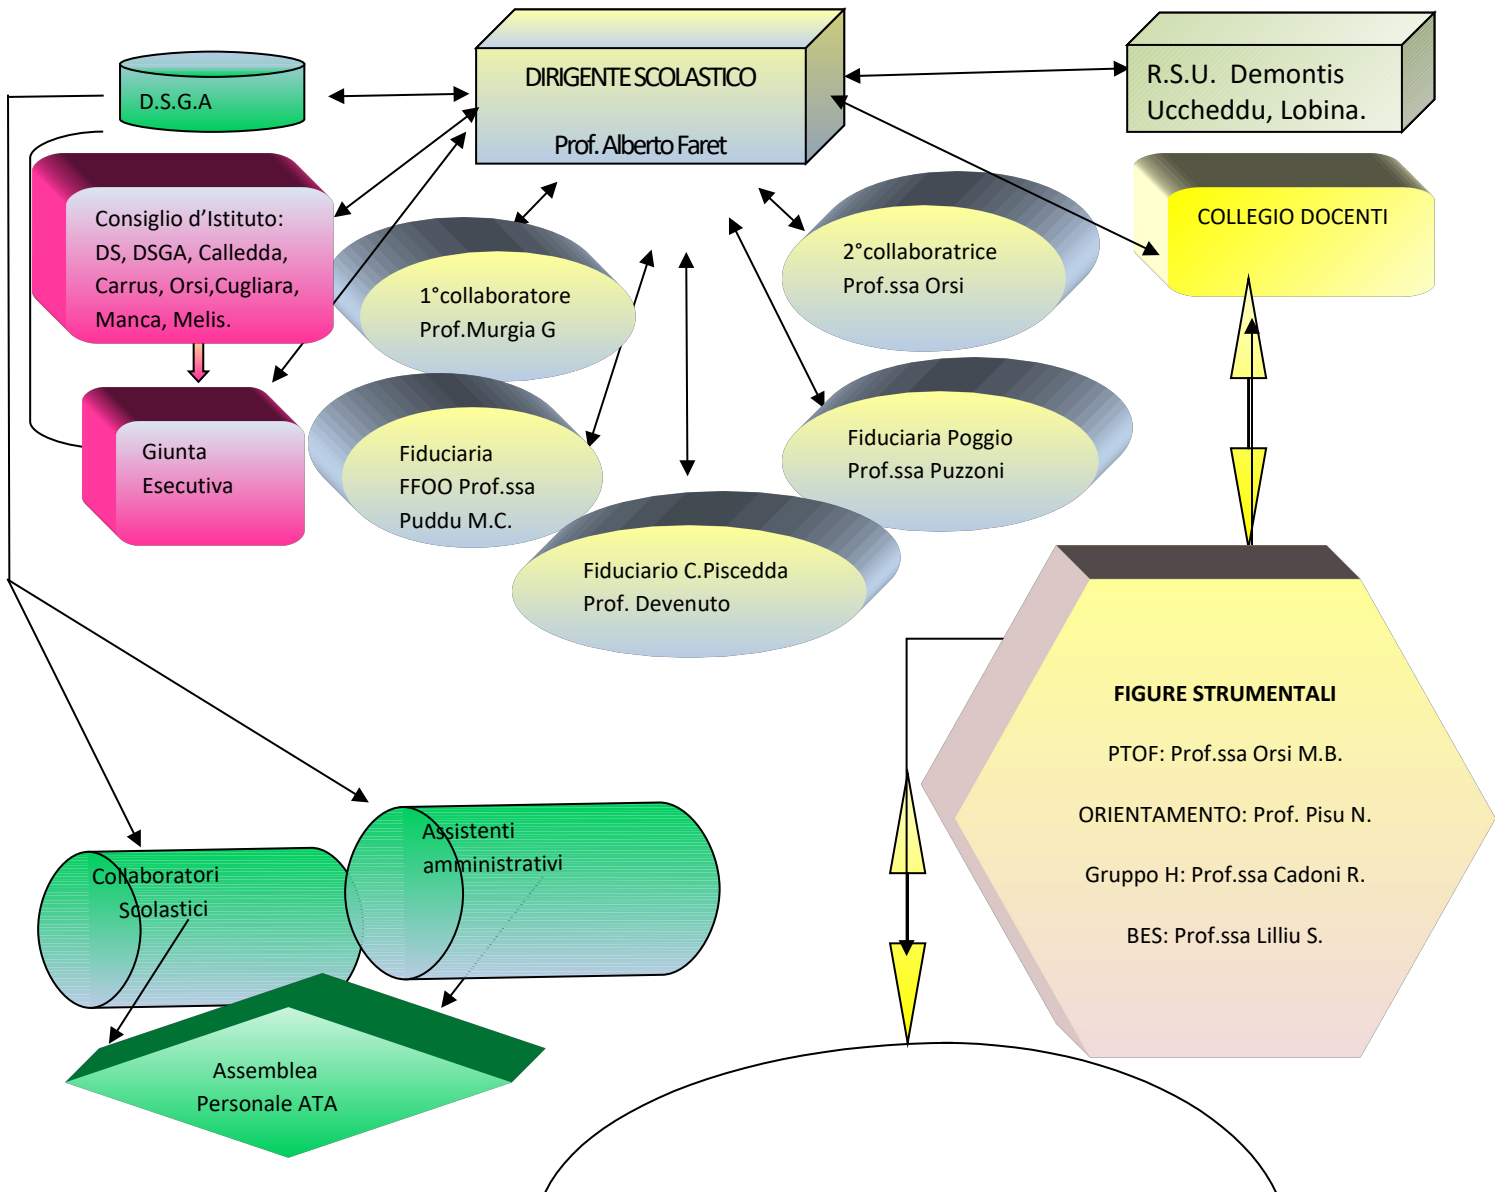 D.S.G.A
DIRIGENTE SCOLASTICO
Prof. Alberto Faret
R.S.U. Demontis
Uccheddu, Lobina.
Consiglio d'Istituto:
DS, DSGA, Calledda,
Carrus, Orsi,Cugliara,
Manca, Melis.
COLLEGIO DOCENTI
1°collaboratore
Prof.Murgia G
2°collaboratrice
Prof.ssa Orsi
Giunta
Esecutiva
Fiduciaria
FFOO Prof.ssa
Puddu M.C.
Fiduciaria Poggio
Prof.ssa Puzzoni
Fiduciario C.Piscedda
Prof. Devenuto
FIGURE STRUMENTALI
PTOF: Prof.ssa Orsi M.B.
ORIENTAMENTO: Prof. Pisu N.
Gruppo H: Prof.ssa Cadoni R.
BES: Prof.ssa Lilliu S.
Collaboratori
Scolastici
Assistenti
amministrativi
Assemblea
Personale ATA